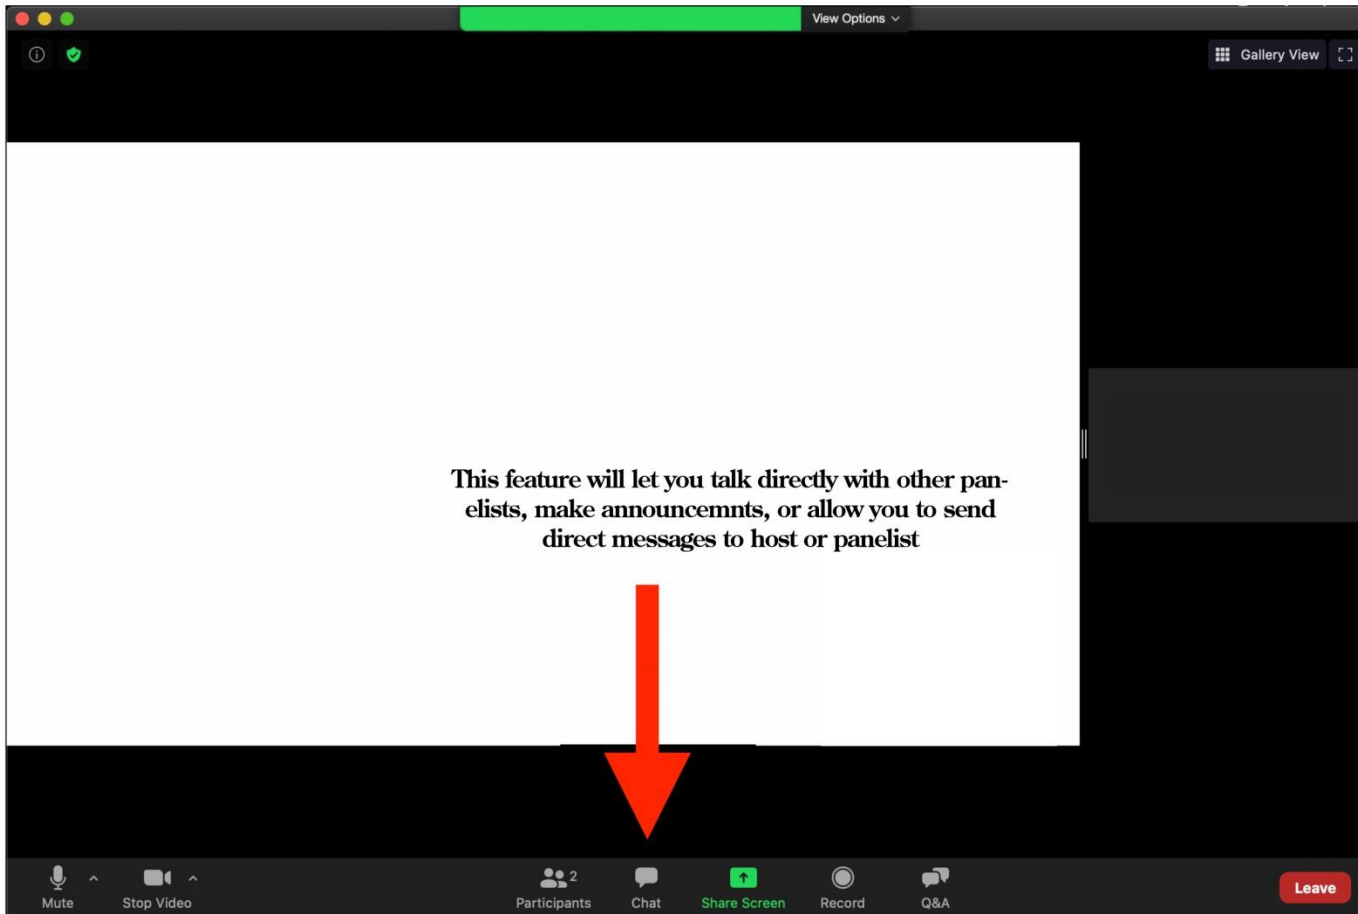 View Options
Gallery View
This feature will let you talk directly with other pan-
elists, make announcemnts, or allow you to send
direct messages to host or panelist
2
Mute
Stop Video
Participants
Chat
Share Screen
Record
Q&A
Leave